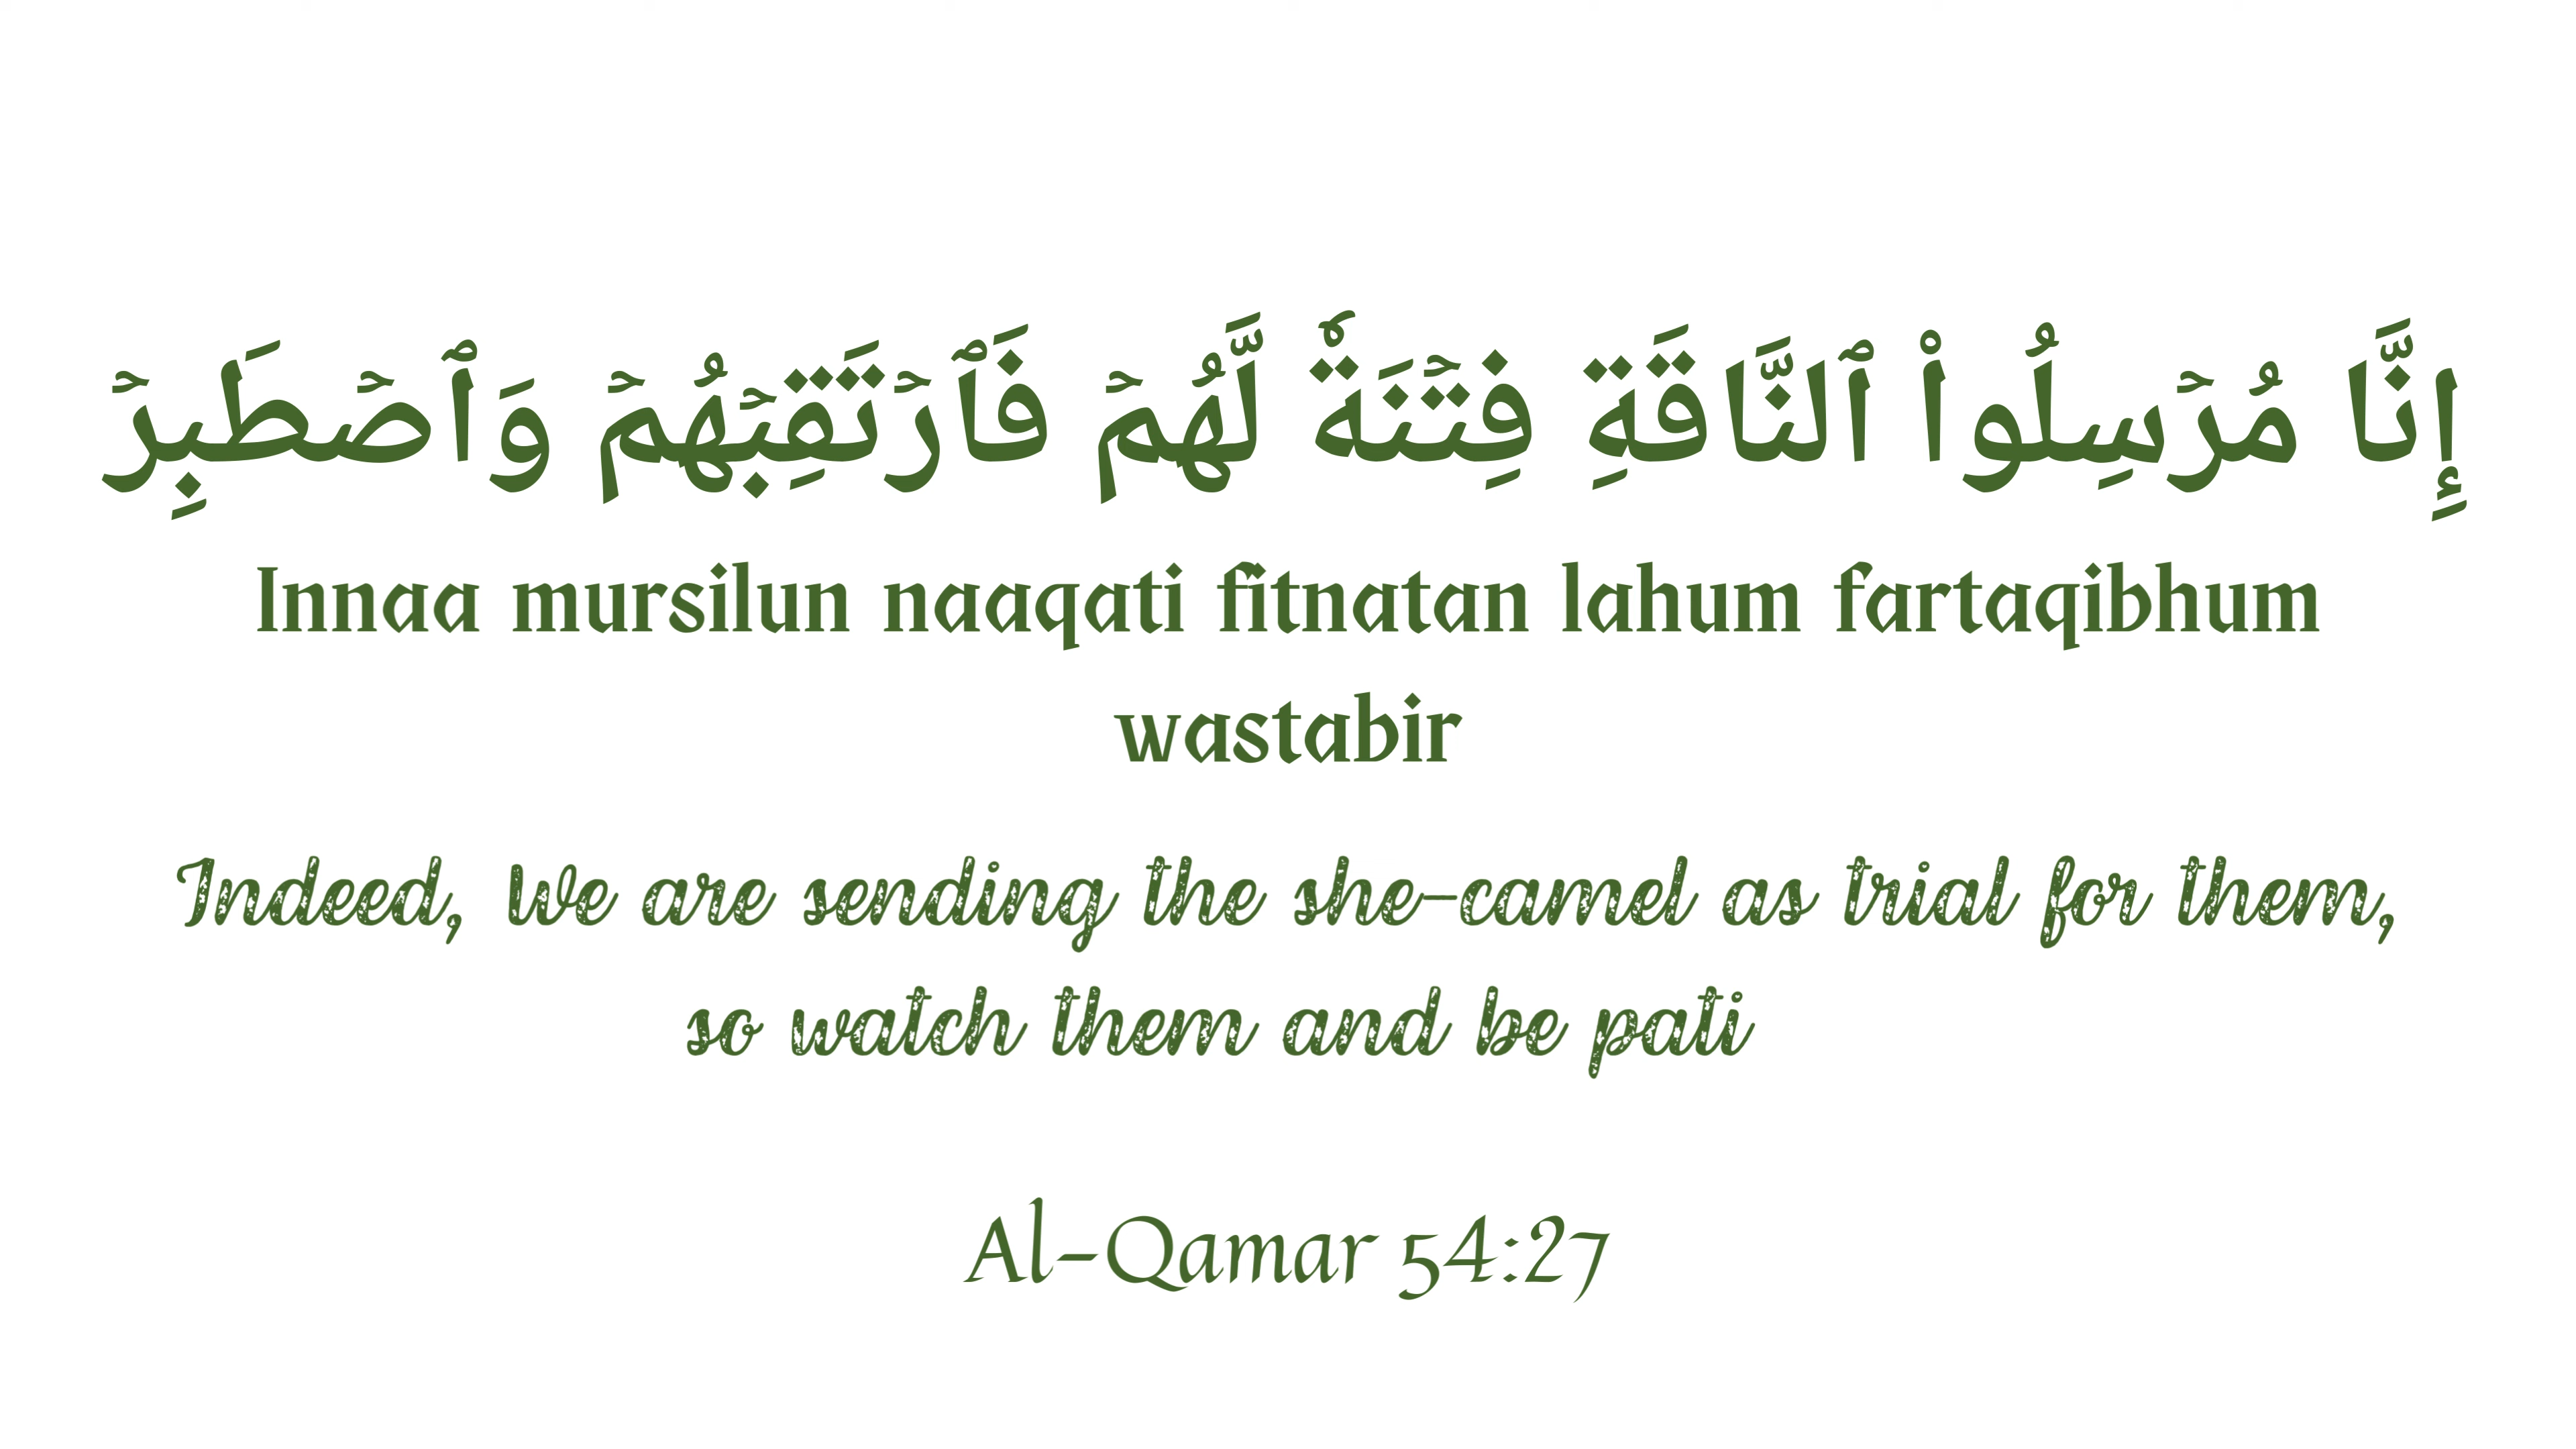 إِنَّا مُرۡسِلُواْ ٱلنَّاقَةِ فِتۡنَةٗ لَّهُمۡ فَٱرۡتَقِبۡهُمۡ وَٱصۡطَبِرۡ
Innaa mursilun naaqati fitnatan lahum fartaqibhum
wastabir
Indeed, We are sending the she-camel as trial for them,
so watch them and be pati
Al-Qamar 54:27